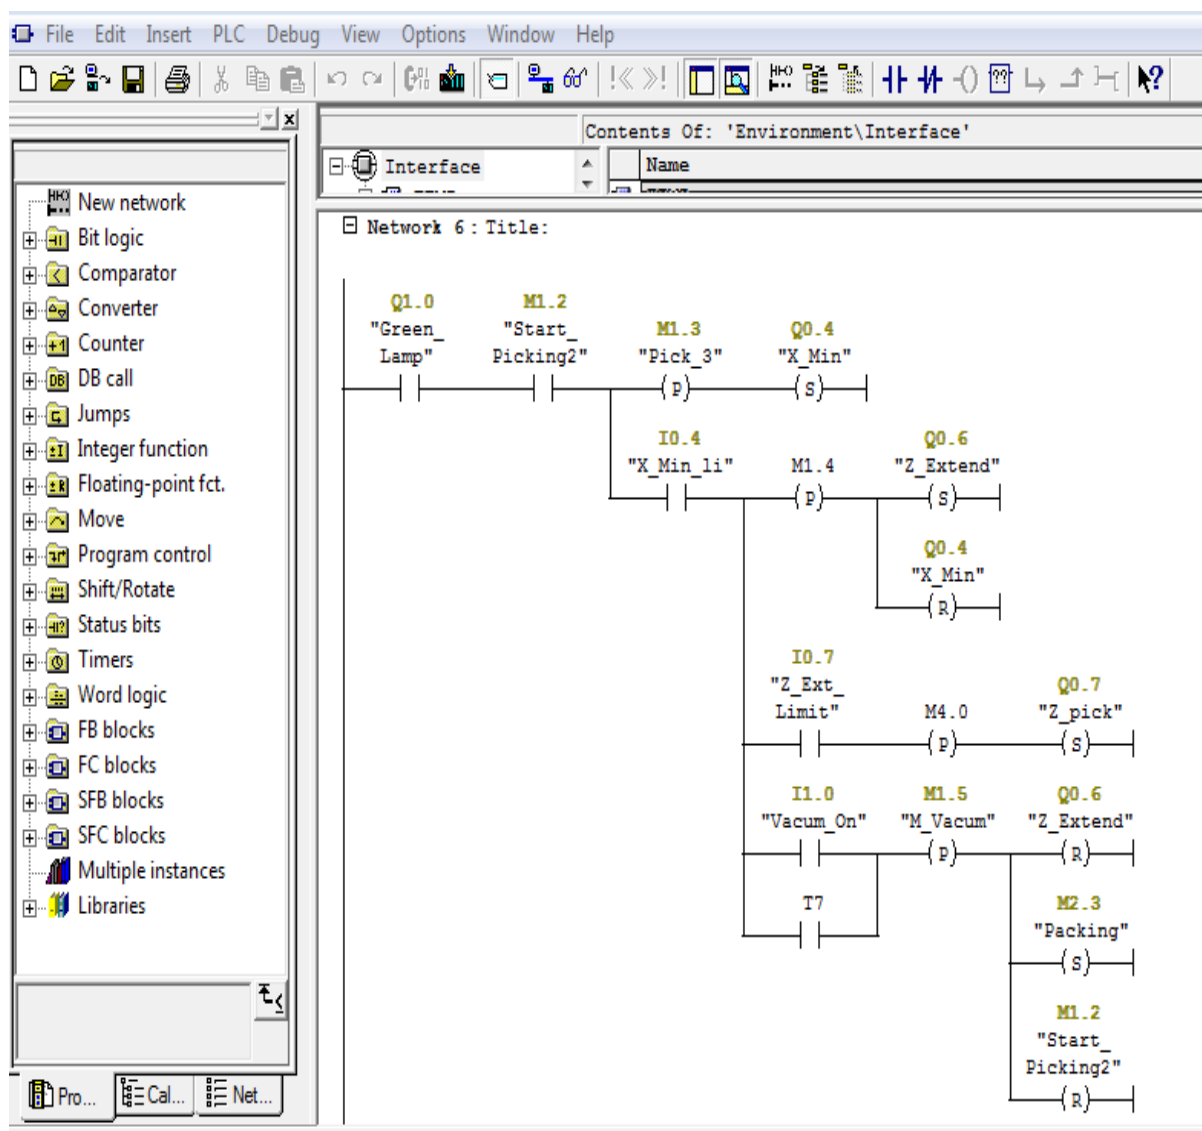 File Edit Insert PLC Debug View Options Window Help
Contents Of: 'Environment\Interface'
Interface
Name
New network
Bit logic
Comparator
Converter
Counter
DB call
Jumps
Integer function
Floating-point fct.
Move
Program control
Shift/Rotate
Status bits
Timers
Word logic
FB blocks
FC blocks
SFB blocks
SFC blocks
Multiple instances
Libraries
Pro... Cal... Net...
Network 6 : Title:
Q1.0 M1.2
"Green_ "Start_ M1.3 Q0.4
Lamp" Picking2" "Pick_3" "X_Min"
P S
I0.4 Q0.6
"X_Min_li" M1.4 "Z_Extend"
P S
Q0.4
"X_Min"
R
I0.7
"Z_Ext_ Q0.7
Limit" M4.0 "Z_pick"
P S
I1.0 M1.5 Q0.6
"Vacum_On" "M_Vacum" "Z_Extend"
P R
T7 M2.3
"Packing"
S
M1.2
"Start_
Picking2"
R